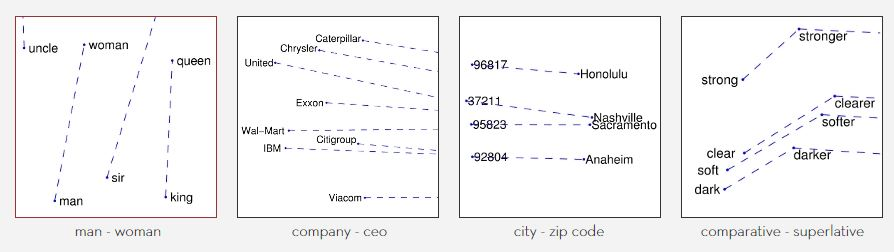 uncle
woman
queen
sir
man
king
man - woman
Caterpillar
Chrysler
United
Exxon
Wal-Mart
Citigroup
IBM
Viacom
company - ceo
96817
Honolulu
37211
Nashville
95823
Sacramento
92804
Anaheim
city - zip code
stronger
strong
clearer
softer
clear
darker
soft
dark
comparative - superlative